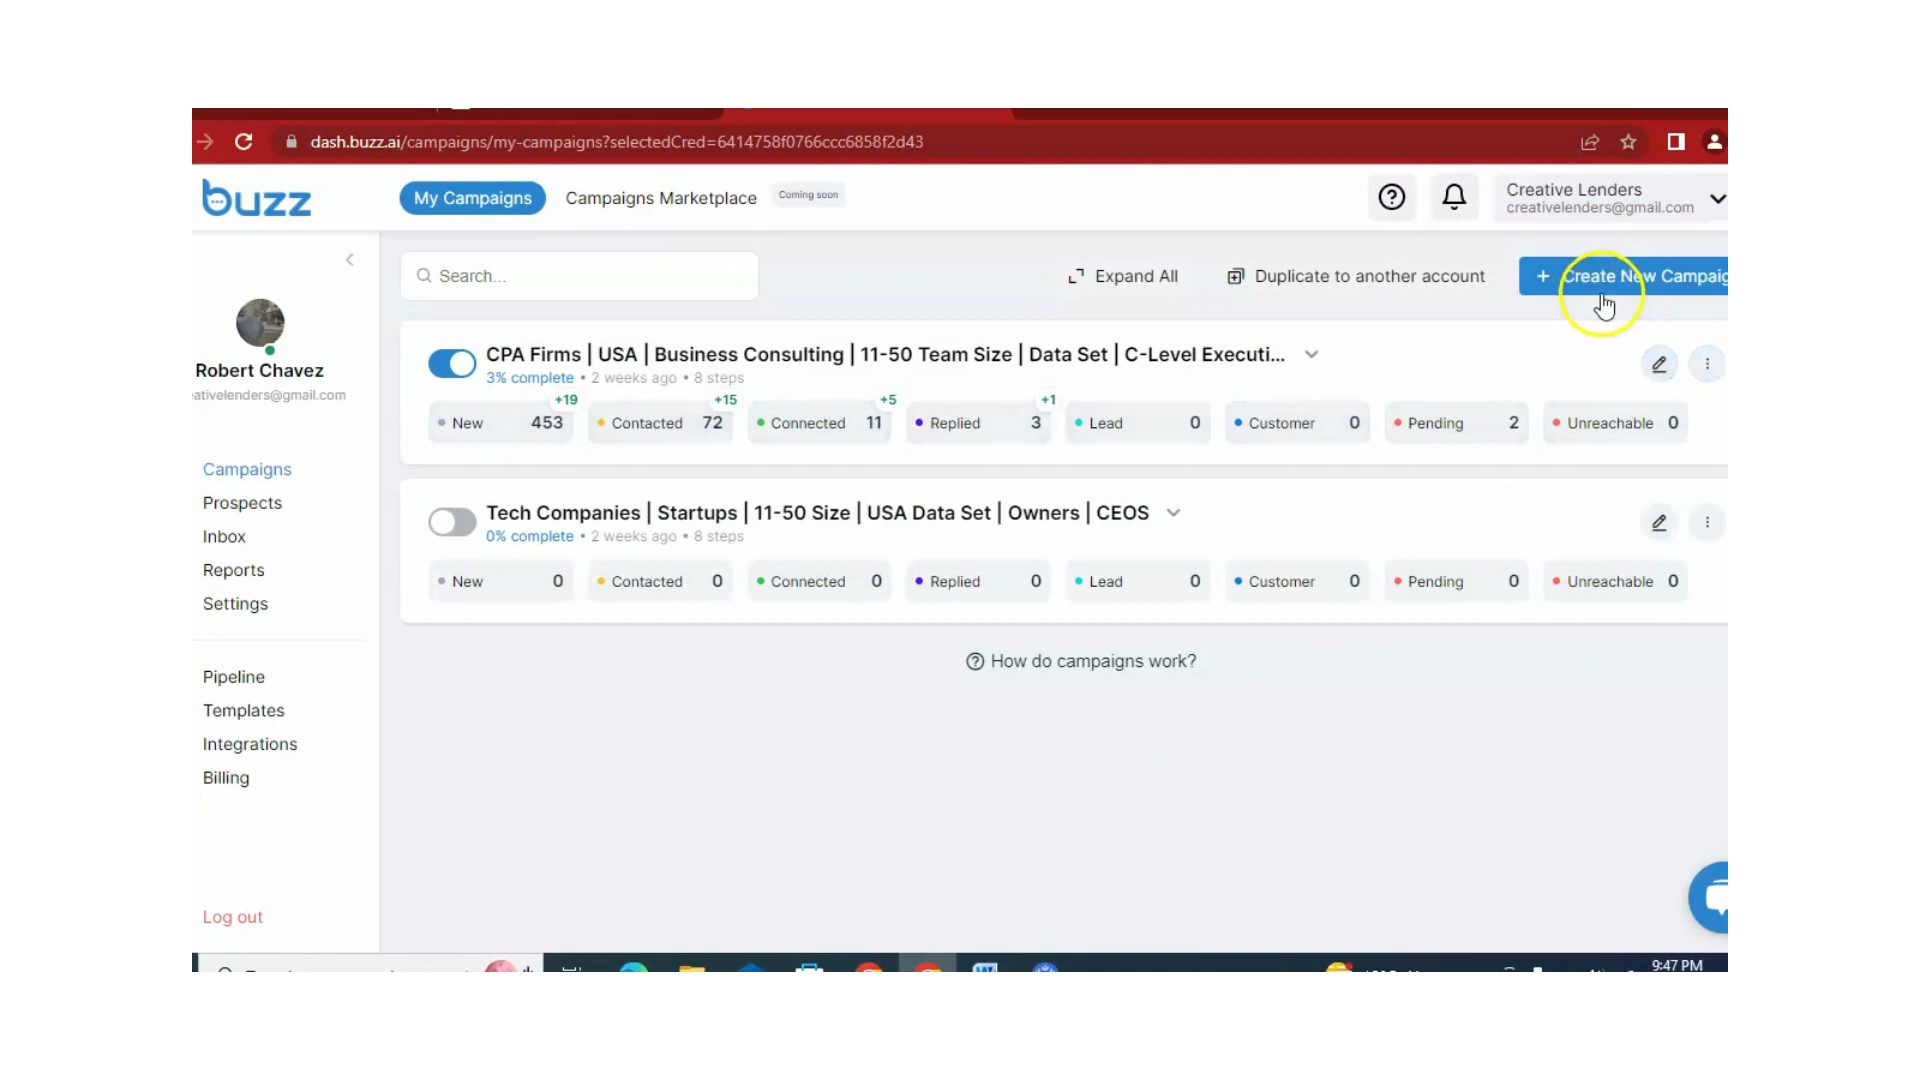 dash.buzz.ai/campaigns/my-campaigns?selectedCred=6414758f0766ccc6858f2d43
buzz
My Campaigns
Campaigns Marketplace
Coming soon
Creative Lenders
creativelenders@gmail.com
Search...
Expand All
Duplicate to another account
+ Create New Campaig
Robert Chavez
ativelenders@gmail.com
Campaigns
Prospects
Inbox
Reports
Settings
Pipeline
Templates
Integrations
Billing
Log out
CPA Firms | USA | Business Consulting | 11-50 Team Size | Data Set | C-Level Executi...
3% complete • 2 weeks ago • 8 steps
+19 +15 +5 +1
New 453 Contacted 72 Connected 11 Replied 3 Lead 0 Customer 0 Pending 2 Unreachable 0
Tech Companies | Startups | 11-50 Size | USA Data Set | Owners | CEOS
0% complete • 2 weeks ago • 8 steps
New 0 Contacted 0 Connected 0 Replied 0 Lead 0 Customer 0 Pending 0 Unreachable 0
How do campaigns work?
9:47 PM